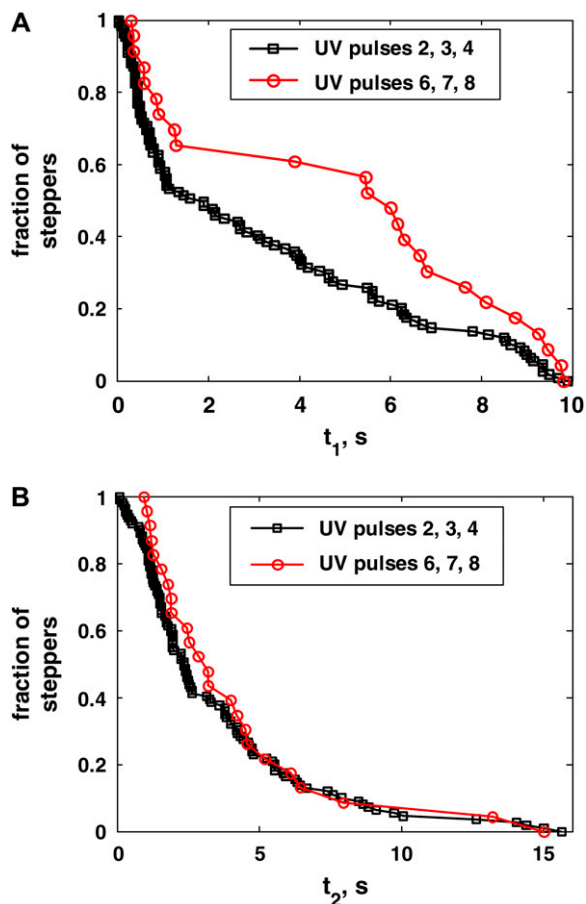 A
UV pulses 2, 3, 4
UV pulses 6, 7, 8
1
0.8
0.6
0.4
0.2
0
fraction of
steppers
0 2 4 6 8 10
t1, s
B
UV pulses 2, 3, 4
UV pulses 6, 7, 8
1
0.8
0.6
0.4
0.2
0
fraction of
steppers
0 5 10 15
t2, s